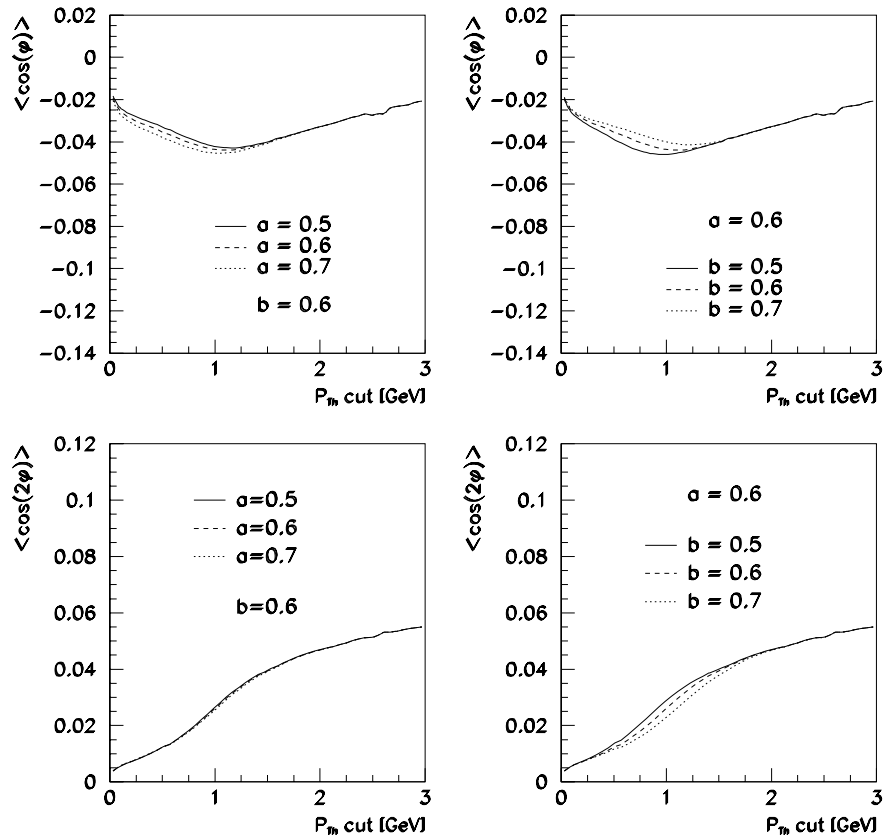 <cos(φ)>
0.02
0
−0.02
−0.04
−0.06
−0.08
−0.1
−0.12
−0.14
a = 0.5
a = 0.6
a = 0.7
b = 0.6
0 1 2 3
P_Th cut [GeV]
<cos(φ)>
0.02
0
−0.02
−0.04
−0.06
−0.08
−0.1
−0.12
−0.14
a = 0.6
b = 0.5
b = 0.6
b = 0.7
0 1 2 3
P_Th cut [GeV]
<cos(2φ)>
0.12
0.1
0.08
0.06
0.04
0.02
0
a=0.5
a=0.6
a=0.7
b=0.6
0 1 2 3
P_Th cut [GeV]
<cos(2φ)>
0.12
0.1
0.08
0.06
0.04
0.02
0
a = 0.6
b = 0.5
b = 0.6
b = 0.7
0 1 2 3
P_Th cut [GeV]